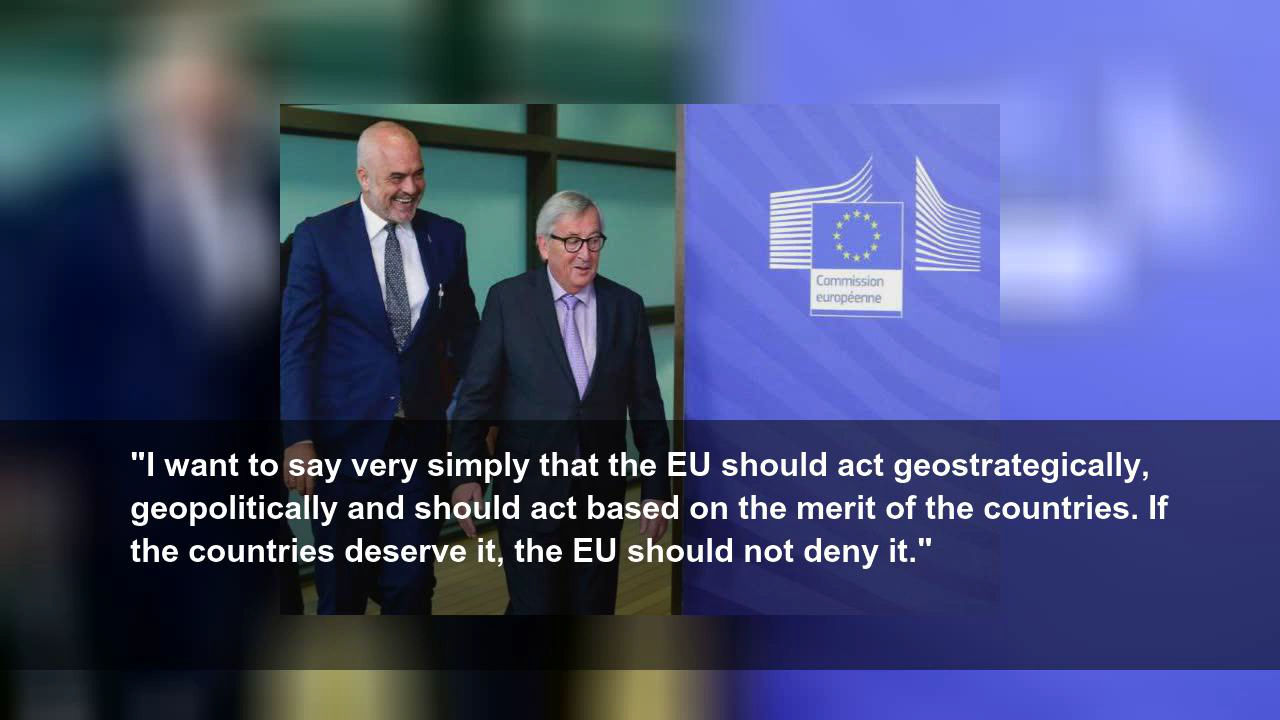 Commission
européenne
"I want to say very simply that the EU should act geostrategically,
geopolitically and should act based on the merit of the countries. If
the countries deserve it, the EU should not deny it."